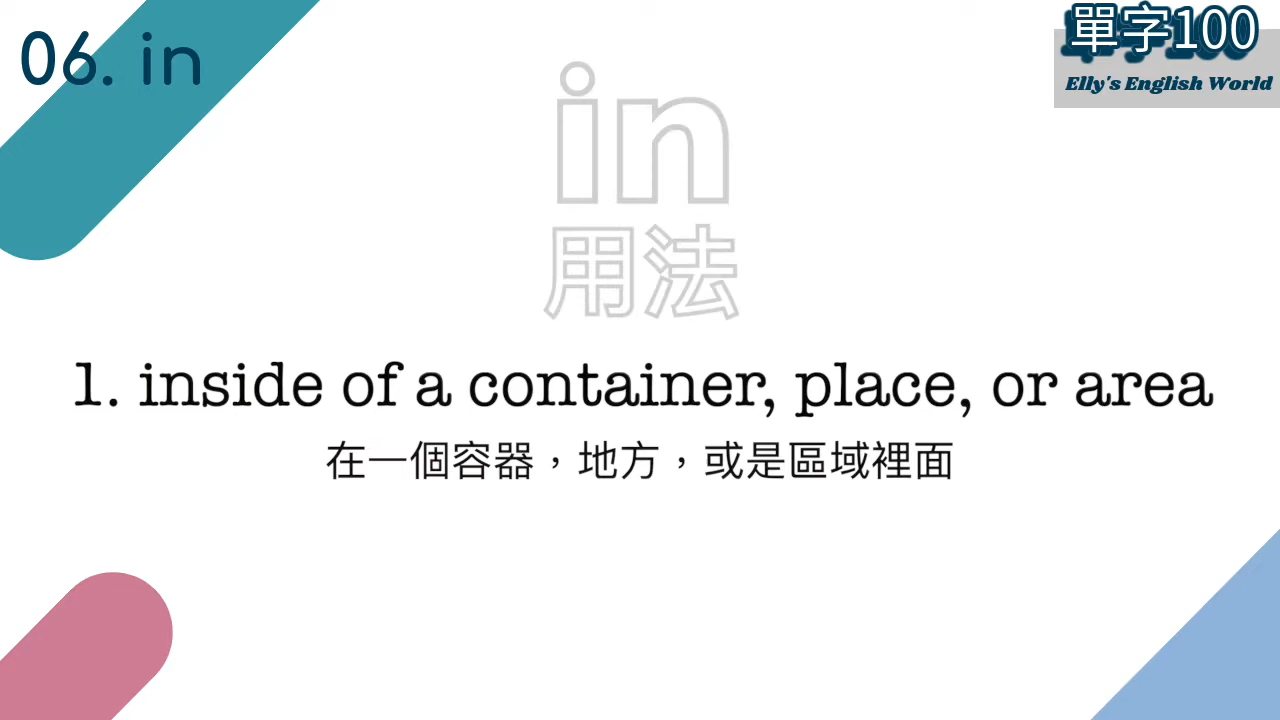 06. in
單字100
Elly's English World
in
用法
1. inside of a container, place, or area
在一個容器，地方，或是區域裡面